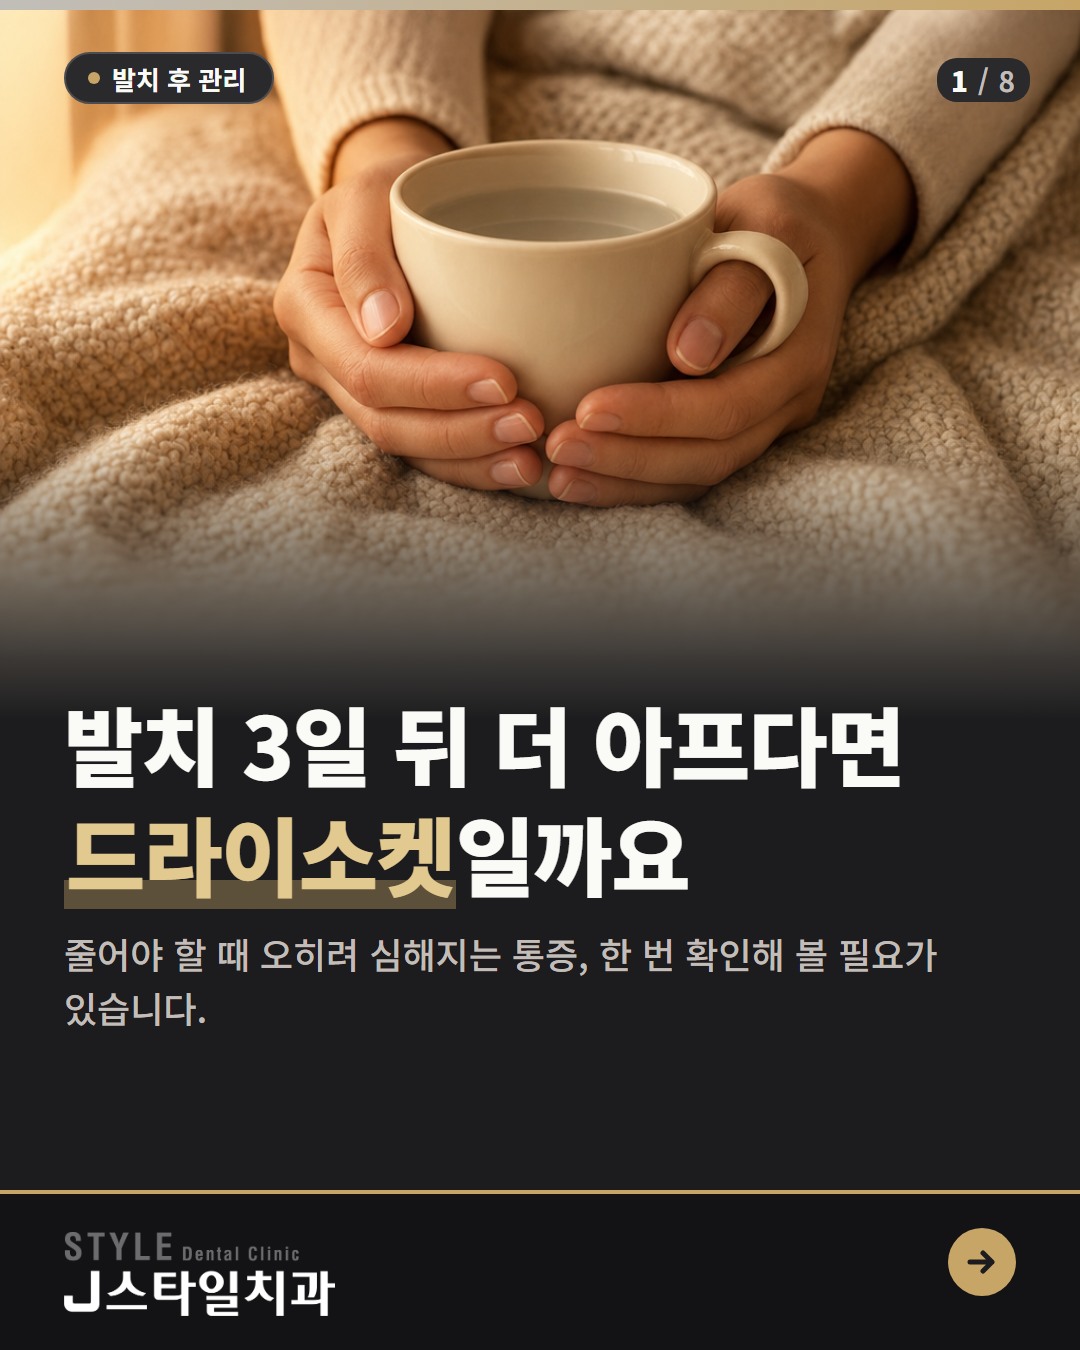 발치 후 관리
1 / 8
발치 3일 뒤 더 아프다면
드라이소켓일까요
줄어야 할 때 오히려 심해지는 통증, 한 번 확인해 볼 필요가
있습니다.
STYLE Dental Clinic
J스타일치과